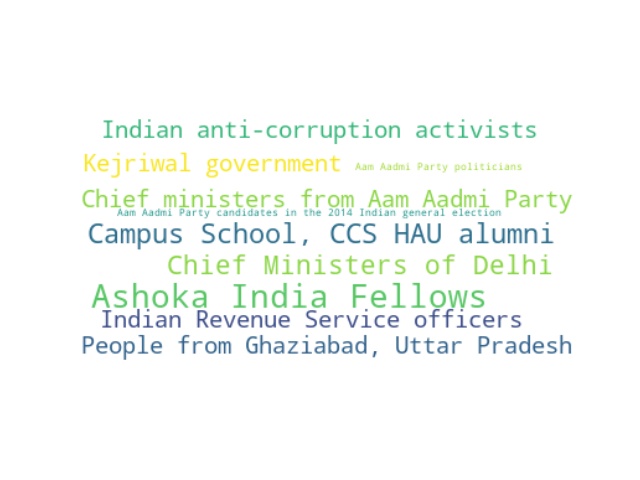 Indian anti-corruption activists
Kejriwal government Aam Aadmi Party politicians
Chief ministers from Aam Aadmi Party
Aam Aadmi Party candidates in the 2014 Indian general election
Campus School, CCS HAU alumni
Chief Ministers of Delhi
Ashoka India Fellows
Indian Revenue Service officers
People from Ghaziabad, Uttar Pradesh